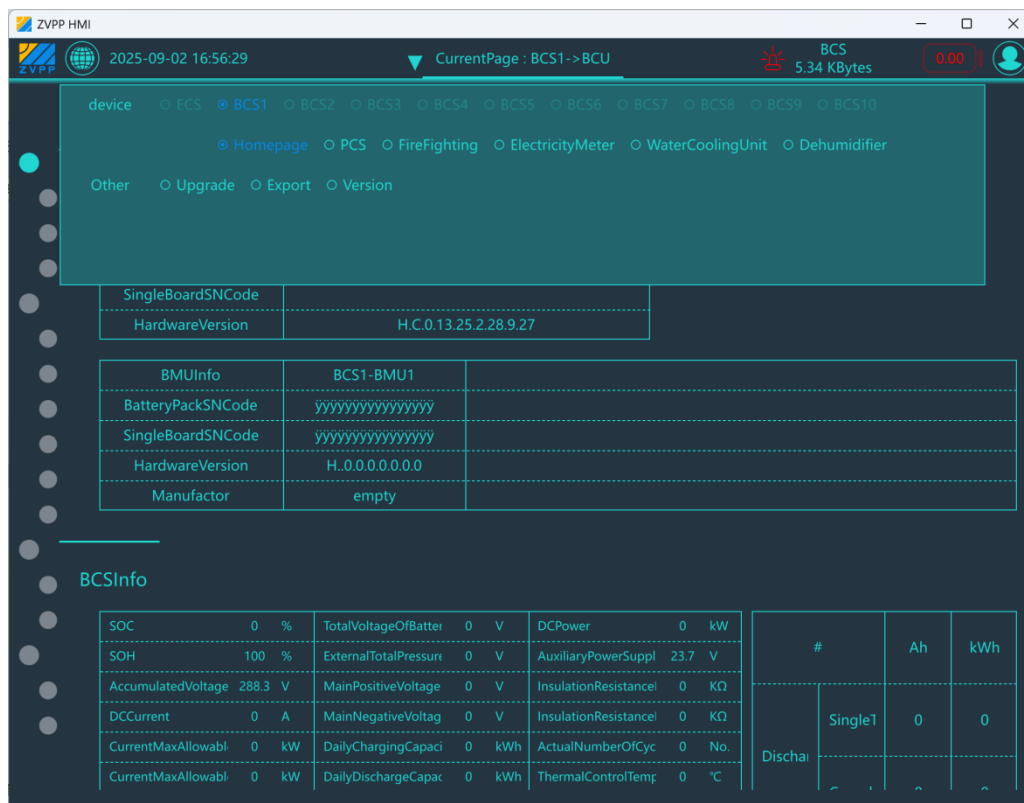 ZVPP HMI
ZVPP 2025-09-02 16:56:29 CurrentPage : BCS1->BCU BCS 0.00
5.34 KBytes
device ECS BCS1 BCS2 BCS3 BCS4 BCS5 BCS6 BCS7 BCS8 BCS9 BCS10
Homepage PCS FireFighting ElectricityMeter WaterCoolingUnit Dehumidifier
Other Upgrade Export Version
SingleBoardSNCode
HardwareVersion H.C.0.13.25.2.28.9.27
BMUInfo BCS1-BMU1
BatteryPackSNCode ÿÿÿÿÿÿÿÿÿÿÿÿÿÿÿÿ
SingleBoardSNCode ÿÿÿÿÿÿÿÿÿÿÿÿÿÿÿÿ
HardwareVersion H..0.0.0.0.0.0.0
Manufactor empty
BCSInfo
SOC 0 % TotalVoltageOfBatter 0 V DCPower 0 kW
SOH 100 % ExternalTotalPressure 0 V AuxiliaryPowerSuppl 23.7 V
# Ah kWh
AccumulatedVoltage 288.3 V MainPositiveVoltage 0 V InsulationResistance 0 KΩ
DCCurrent 0 A MainNegativeVoltag 0 V InsulationResistance 0 KΩ
SingleT 0 0
CurrentMaxAllowabl 0 kW DailyChargingCapaci 0 kWh ActualNumberOfCyc 0 No.
Dischar
CurrentMaxAllowabl 0 kW DailyDischargeCapac 0 kWh ThermalControlTemp 0 ℃